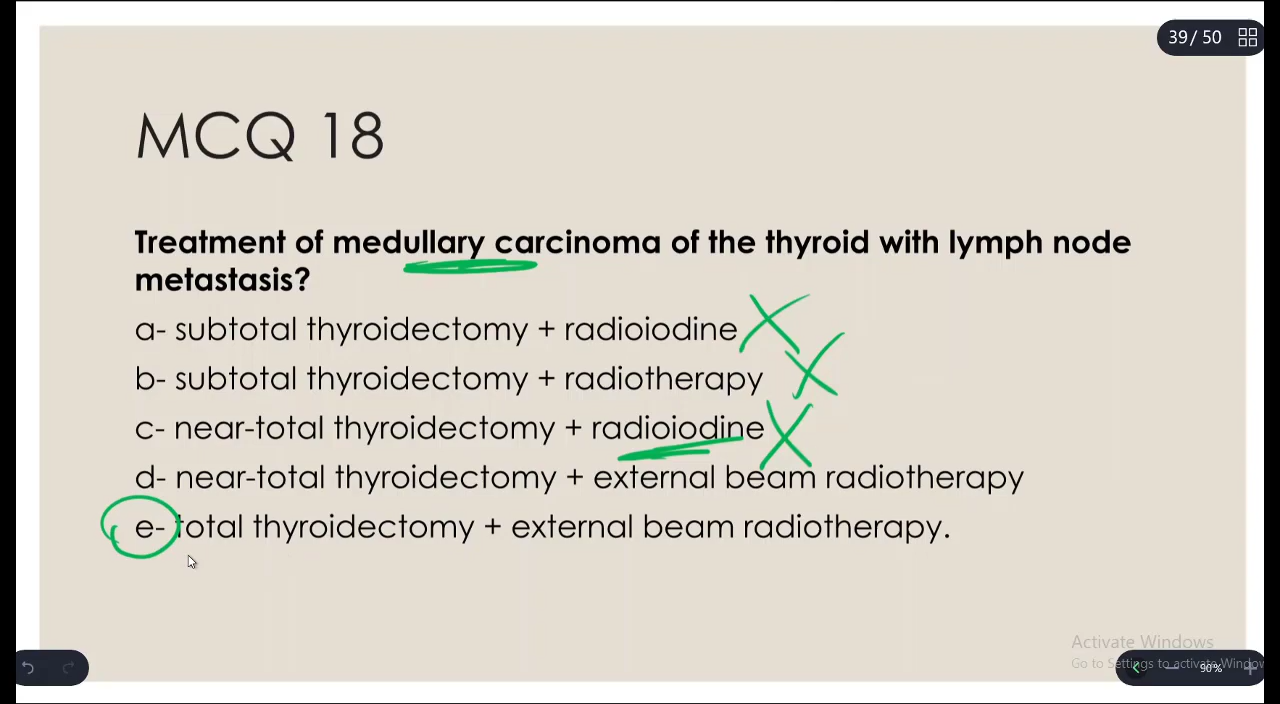 39/ 50
MCQ 18
Treatment of medullary carcinoma of the thyroid with lymph node
metastasis?
a- subtotal thyroidectomy + radioiodine
b- subtotal thyroidectomy + radiotherapy
c- near-total thyroidectomy + radioiodine
d- near-total thyroidectomy + external beam radiotherapy
e- total thyroidectomy + external beam radiotherapy.
Activate Windows
Go to Settings to activate Window
90%